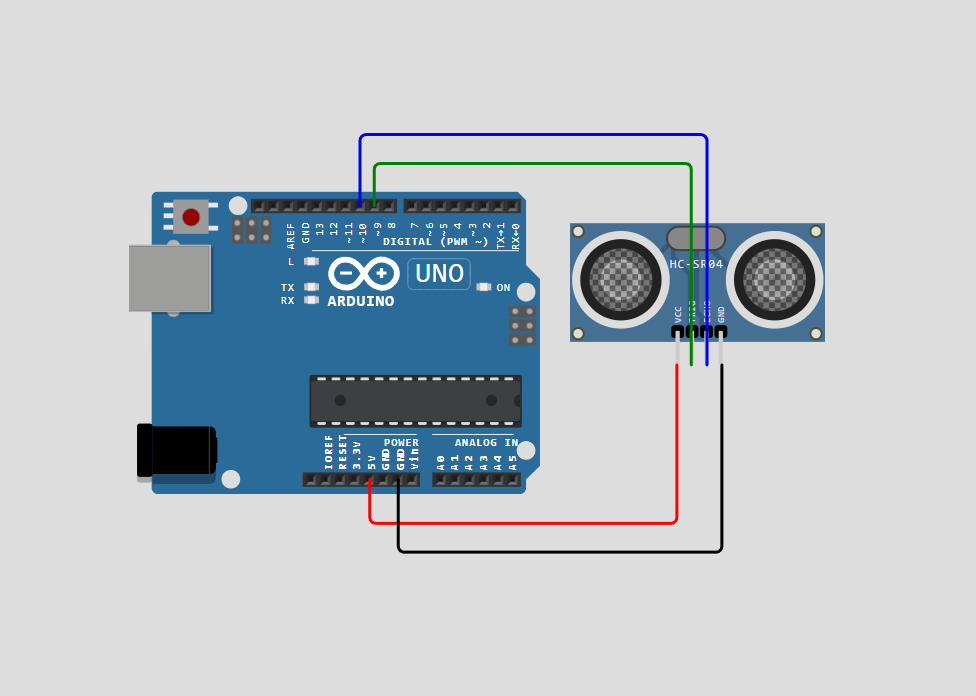 AREF
GND
13
12
~11
~10
~9
8
7
~6
~5
4
~3
2
TX→1
RX←0
DIGITAL (PWM ~)
L
TX
RX
UNO
ON
ARDUINO
HC-SR04
VCC
TRIG
ECHO
GND
IOREF
RESET
3.3V
5V
GND
GND
Vin
POWER
ANALOG IN
A0
A1
A2
A3
A4
A5